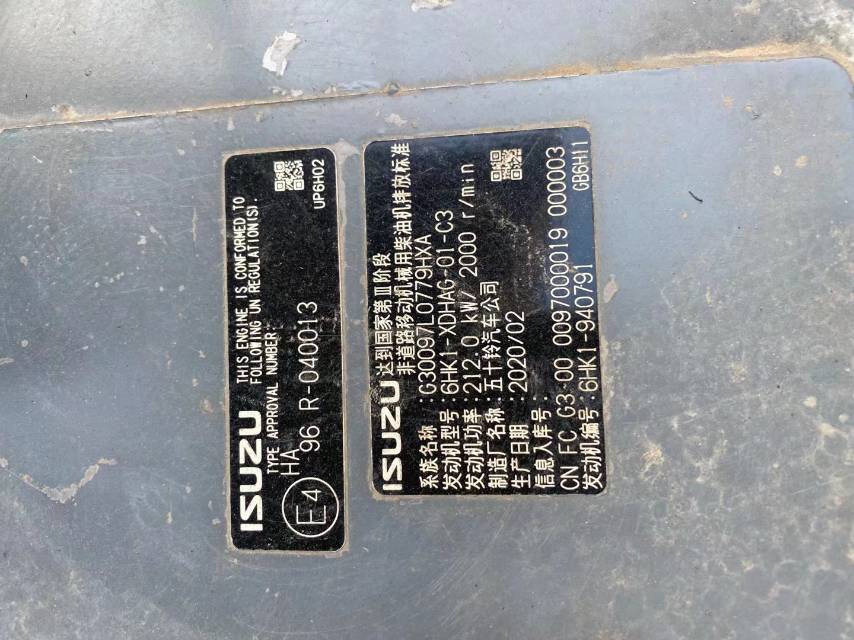 ISUZU
THIS ENGINE IS CONFORMED TO
FOLLOWING UN REGULATION(S).
TYPE APPROVAL NUMBER:
HA
E4
96 R-040013
UP6H02
ISUZU
达到国家第Ⅲ阶段
非道路移动机械用柴油机排放标准
系族名称:G30097L0779HXA
发动机型号:6HK1-XDHAG-01-C3
发动机功率:212.0 kW/ 2000 r/min
制造厂名称:五十铃汽车公司
生产日期:2020/02
信息入库号:
CN FC G3 00 0097000019 000003
发动机编号:6HK1-940791
GB6H11